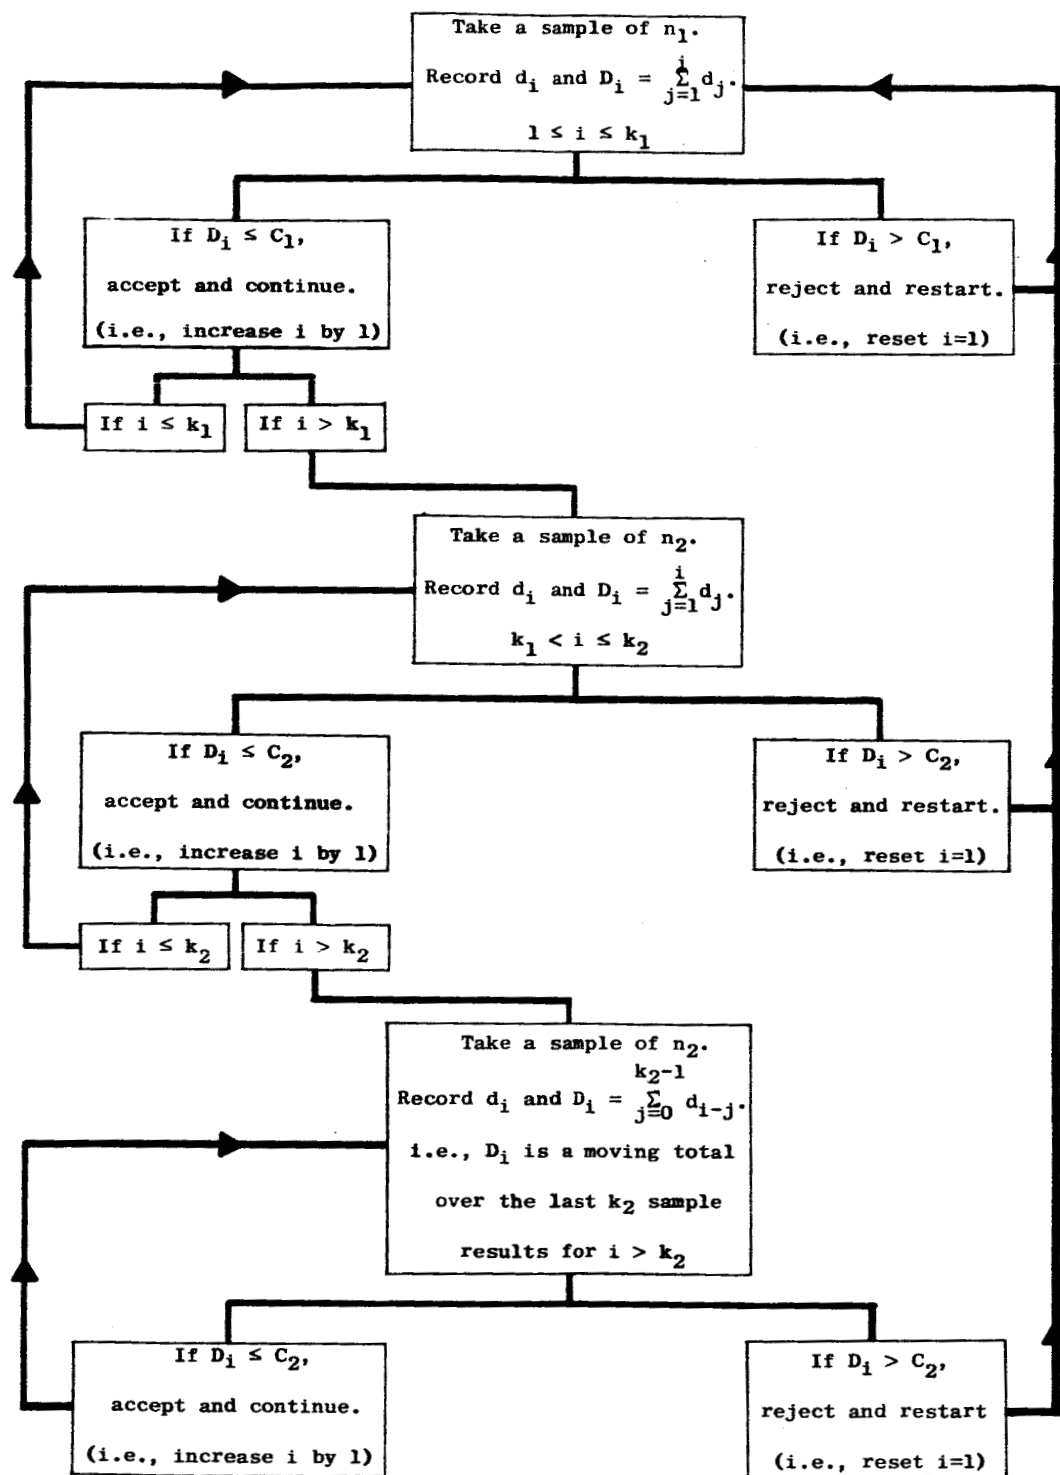 Take a sample of n₁.
i
Record dᵢ and Dᵢ = Σ dⱼ.
j=1
1 ≤ i ≤ k₁
If Dᵢ ≤ C₁,
accept and continue.
(i.e., increase i by 1)
If Dᵢ > C₁,
reject and restart.
(i.e., reset i=1)
If i ≤ k₁
If i > k₁
Take a sample of n₂.
i
Record dᵢ and Dᵢ = Σ dⱼ.
j=1
k₁ < i ≤ k₂
If Dᵢ ≤ C₂,
accept and continue.
(i.e., increase i by 1)
If Dᵢ > C₂,
reject and restart.
(i.e., reset i=1)
If i ≤ k₂
If i > k₂
Take a sample of n₂.
k₂-1
Record dᵢ and Dᵢ = Σ dᵢ₋ⱼ.
j=0
i.e., Dᵢ is a moving total
over the last k₂ sample
results for i > k₂
If Dᵢ ≤ C₂,
accept and continue.
(i.e., increase i by 1)
If Dᵢ > C₂,
reject and restart
(i.e., reset i=1)